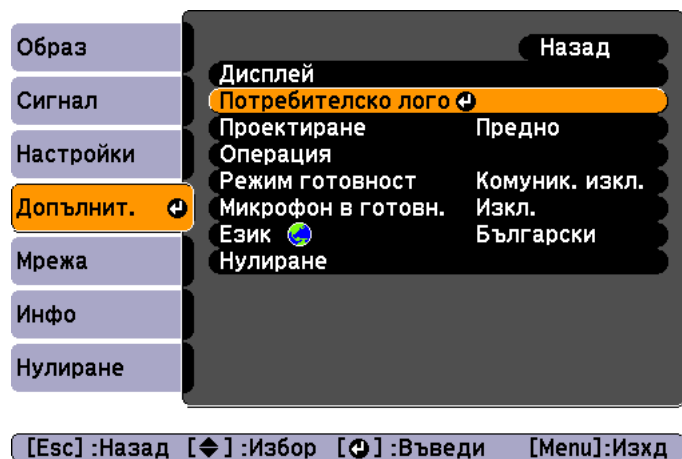 Образ
Сигнал
Настройки
Допълнит.
Мрежа
Инфо
Нулиране
Назад
Дисплей
Потребителско лого
Проектиране Предно
Операция
Режим готовност Комуник. изкл.
Микрофон в готовн. Изкл.
Език Български
Нулиране
[Esc] :Назад [◆] :Избор [⏎] :Въведи [Menu]:Изхд